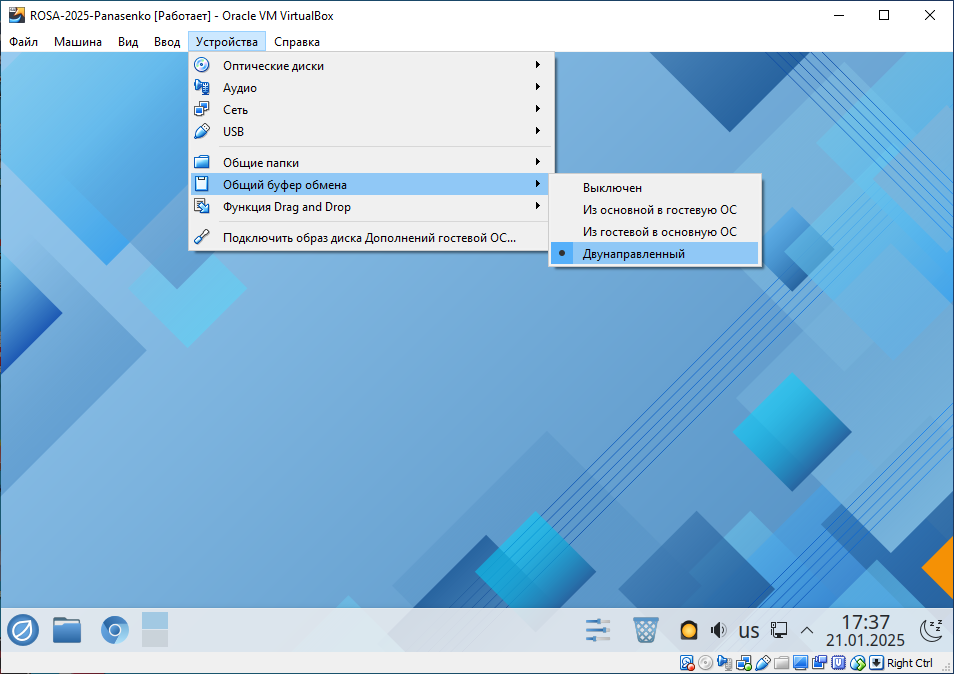 ROSA-2025-Panasenko [Работает] - Oracle VM VirtualBox
Файл Машина Вид Ввод Устройства Справка
Оптические диски
Аудио
Сеть
USB
Общие папки
Общий буфер обмена
Функция Drag and Drop
Подключить образ диска Дополнений гостевой ОС...
Выключен
Из основной в гостевую ОС
Из гостевой в основную ОС
Двунаправленный
us
17:37
21.01.2025
Right Ctrl